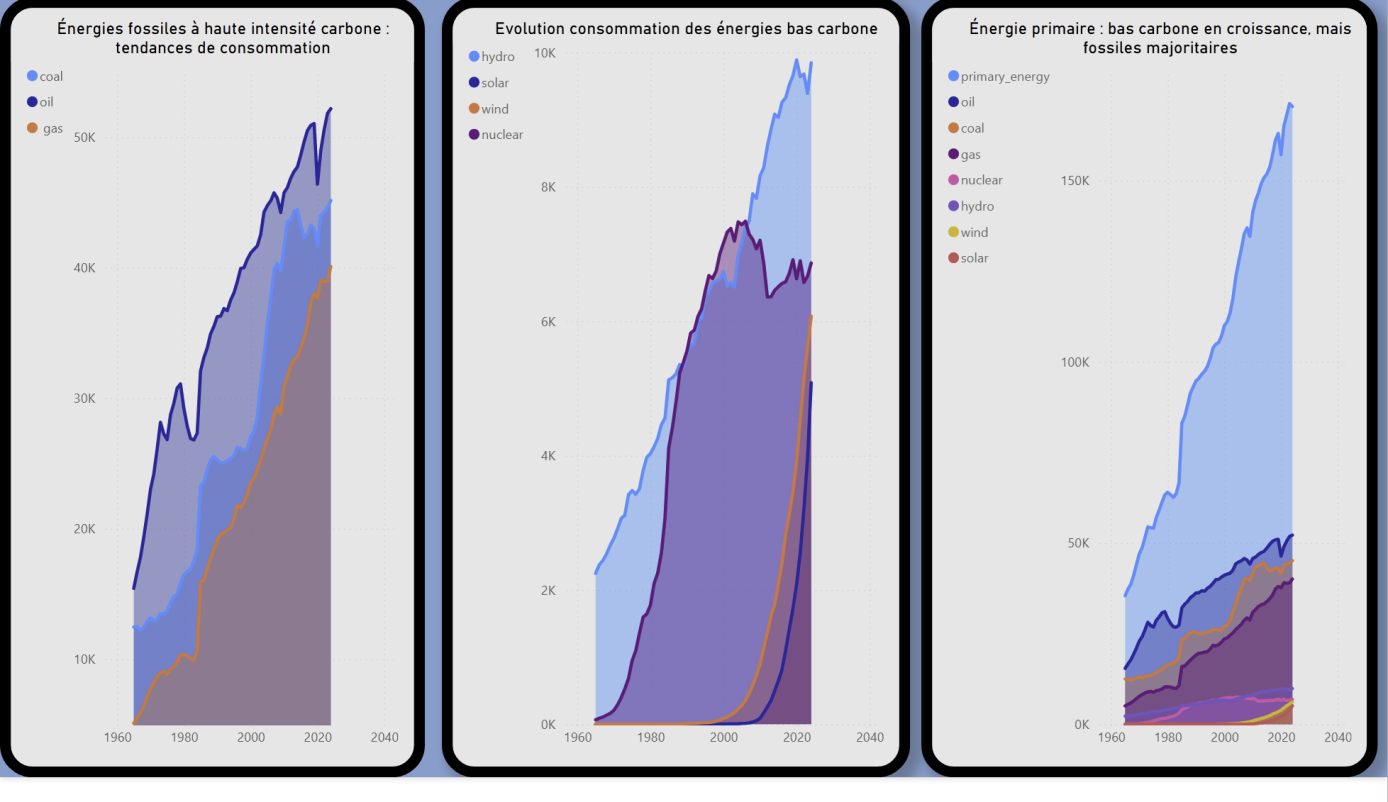 Énergies fossiles à haute intensité carbone :
tendances de consommation
coal
oil
gas
50K
40K
30K
20K
10K
1960 1980 2000 2020 2040
Evolution consommation des énergies bas carbone
hydro
solar
wind
nuclear
10K
8K
6K
4K
2K
0K
1960 1980 2000 2020 2040
Énergie primaire : bas carbone en croissance, mais
fossiles majoritaires
primary_energy
oil
coal
gas
nuclear
hydro
wind
solar
150K
100K
50K
0K
1960 1980 2000 2020 2040